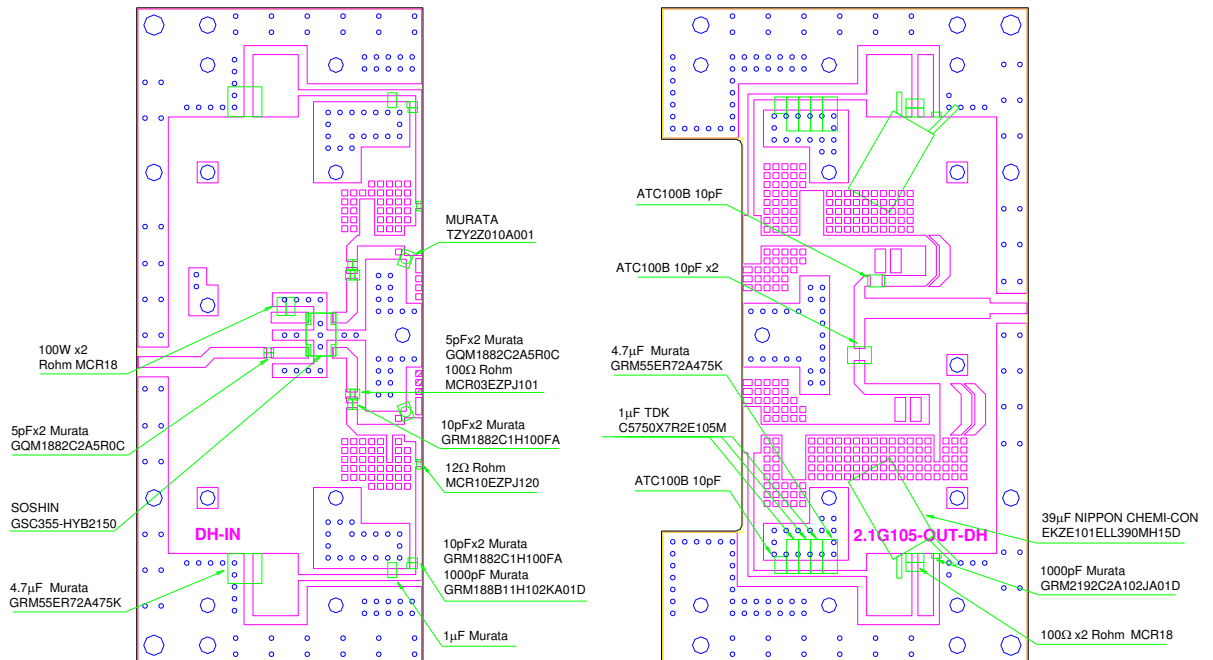 MURATA
TZY2Z010A001
100W x2
Rohm MCR18
5pFx2 Murata
GQM1882C2A5R0C
100Ω Rohm
MCR03EZPJ101
5pFx2 Murata
GQM1882C2A5R0C
10pFx2 Murata
GRM1882C1H100FA
12Ω Rohm
MCR10EZPJ120
SOSHIN
GSC355-HYB2150
DH-IN
10pFx2 Murata
GRM1882C1H100FA
1000pF Murata
GRM188B11H102KA01D
4.7µF Murata
GRM55ER72A475K
1µF Murata
ATC100B 10pF
ATC100B 10pF x2
4.7µF Murata
GRM55ER72A475K
1µF TDK
C5750X7R2E105M
ATC100B 10pF
2.1G105-OUT-DH
39µF NIPPON CHEMI-CON
EKZE101ELL390MH15D
1000pF Murata
GRM2192C2A102JA01D
100Ω x2 Rohm MCR18